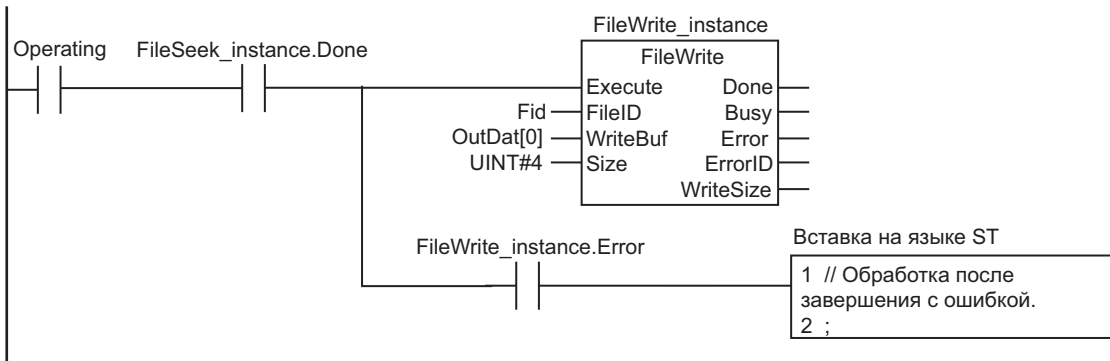 FileWrite_instance
Operating
FileSeek_instance.Done
FileWrite
Execute
Done
Fid
FileID
Busy
OutDat[0]
WriteBuf
Error
UINT#4
Size
ErrorID
WriteSize
FileWrite_instance.Error
Вставка на языке ST
1 // Обработка после
завершения с ошибкой.
2 ;